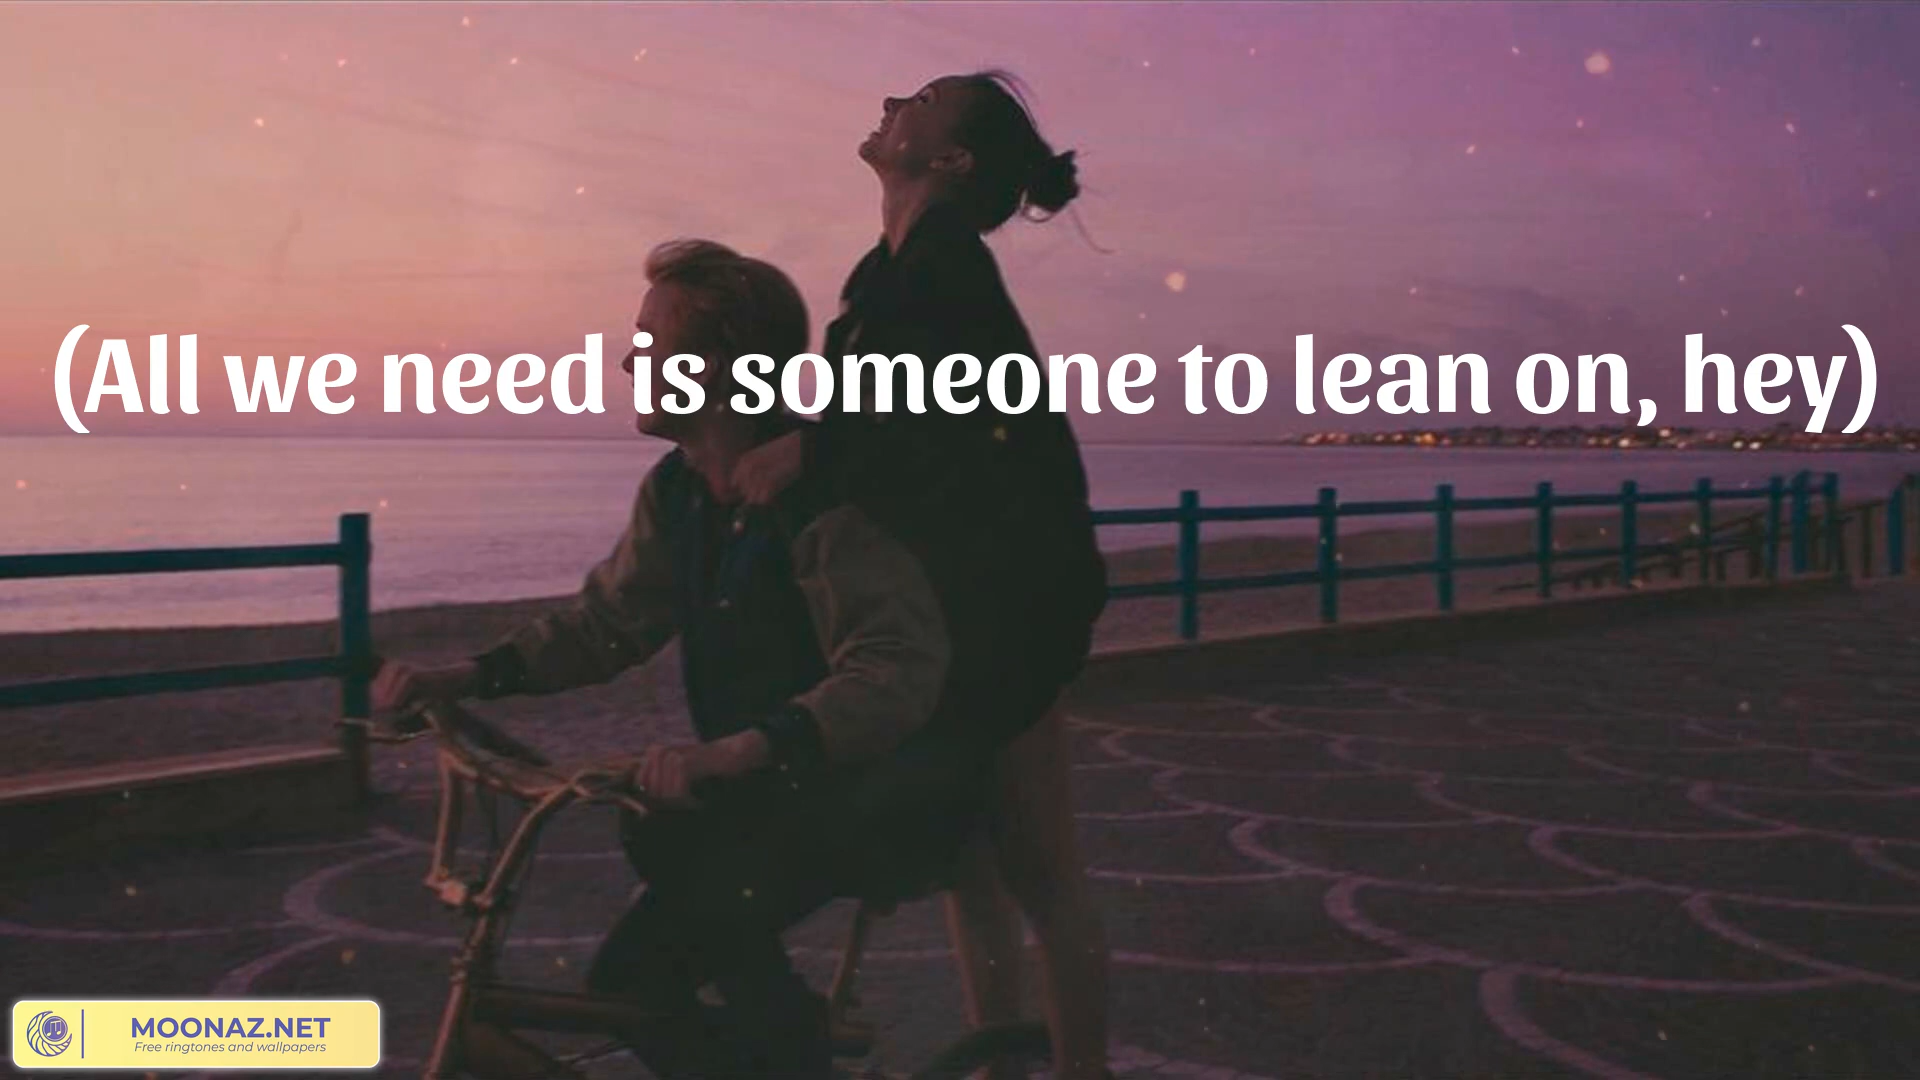 (All we need is someone to lean on, hey)
MOONAZ.NET
Free ringtones and wallpapers